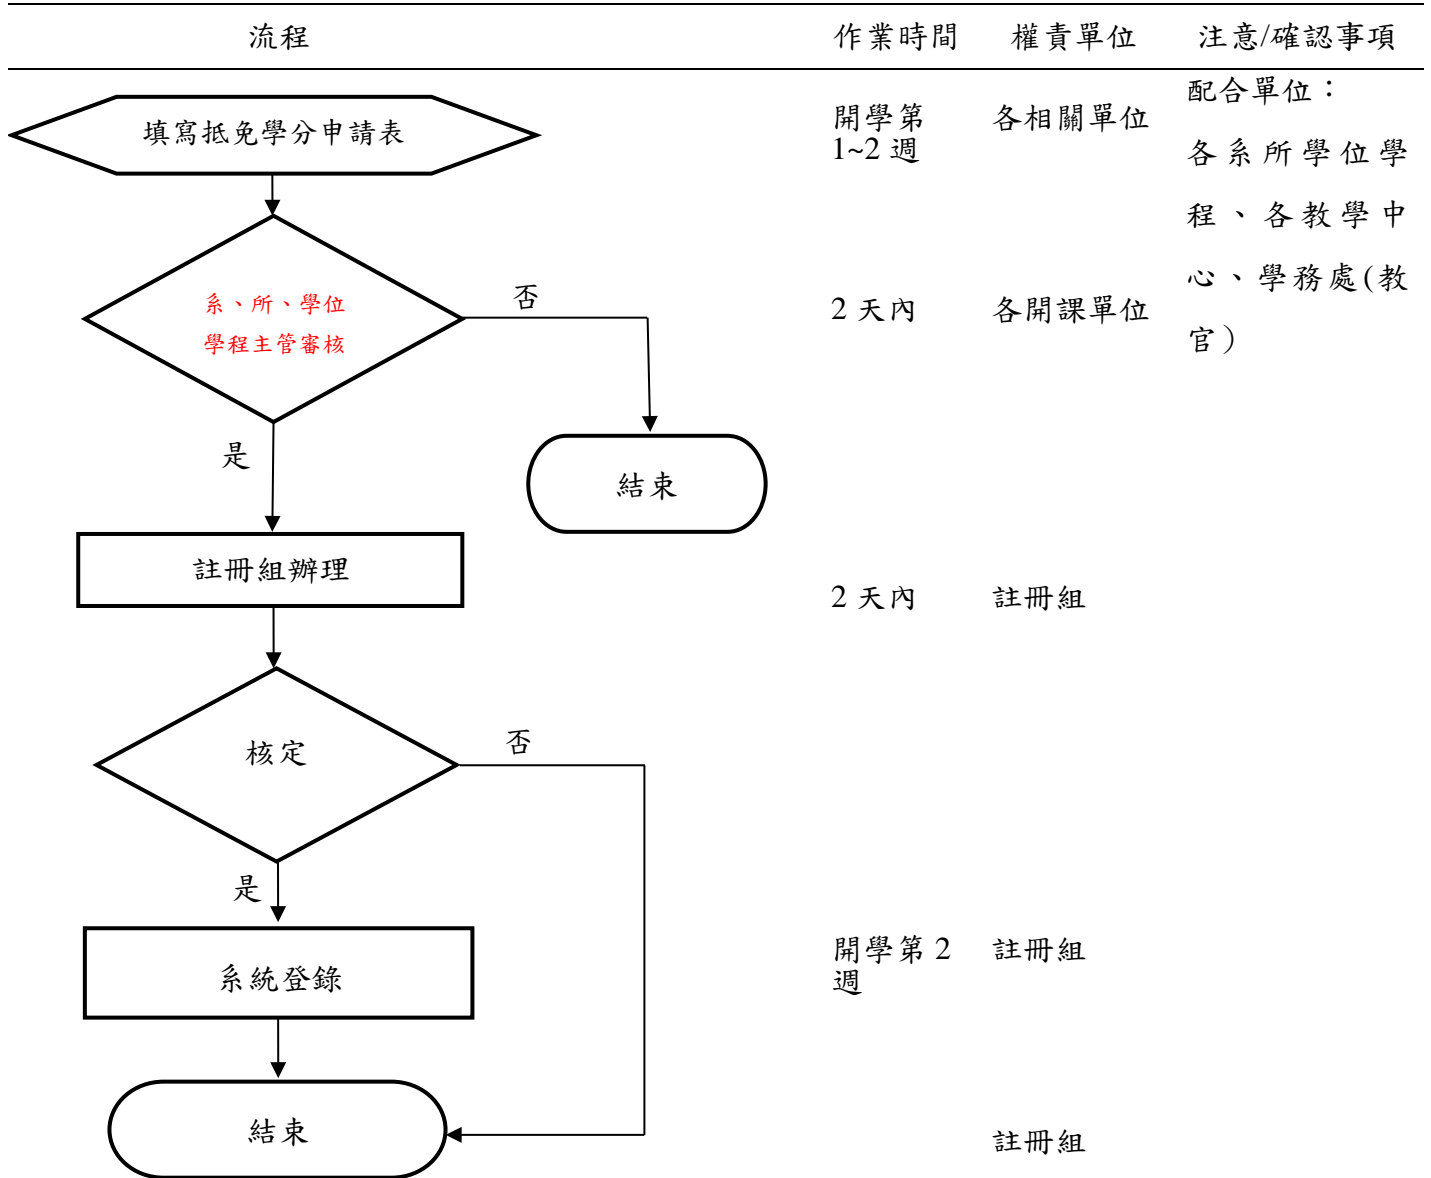 流程 作業時間 權責單位 注意/確認事項
填寫抵免學分申請表
開學第
1~2 週
各相關單位
配合單位：
各系所學位學
程、各教學中
心、學務處(教
官）
系、所、學位
學程主管審核
否
2 天內
各開課單位
是
結束
註冊組辦理
2 天內
註冊組
核定
否
是
系統登錄
開學第 2
週
註冊組
結束
註冊組